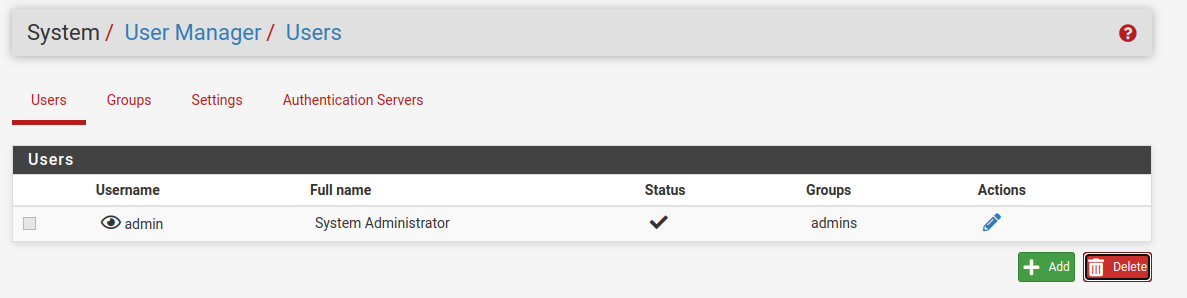 System / User Manager / Users
Users Groups Settings Authentication Servers
Users
Username Full name Status Groups Actions
admin System Administrator admins
Add Delete